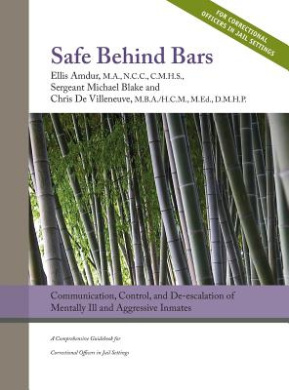 FOR CORRECTIONAL
OFFICERS IN JAIL SETTINGS
Safe Behind Bars
Ellis Amdur, M.A., N.C.C., C.M.H.S.,
Sergeant Michael Blake and
Chris De Villeneuve, M.B.A./H.C.M., M.Ed., D.M.H.P.
Communication, Control, and De-escalation of
Mentally Ill and Aggressive Inmates
A Comprehensive Guidebook for
Correctional Officers in Jail Settings